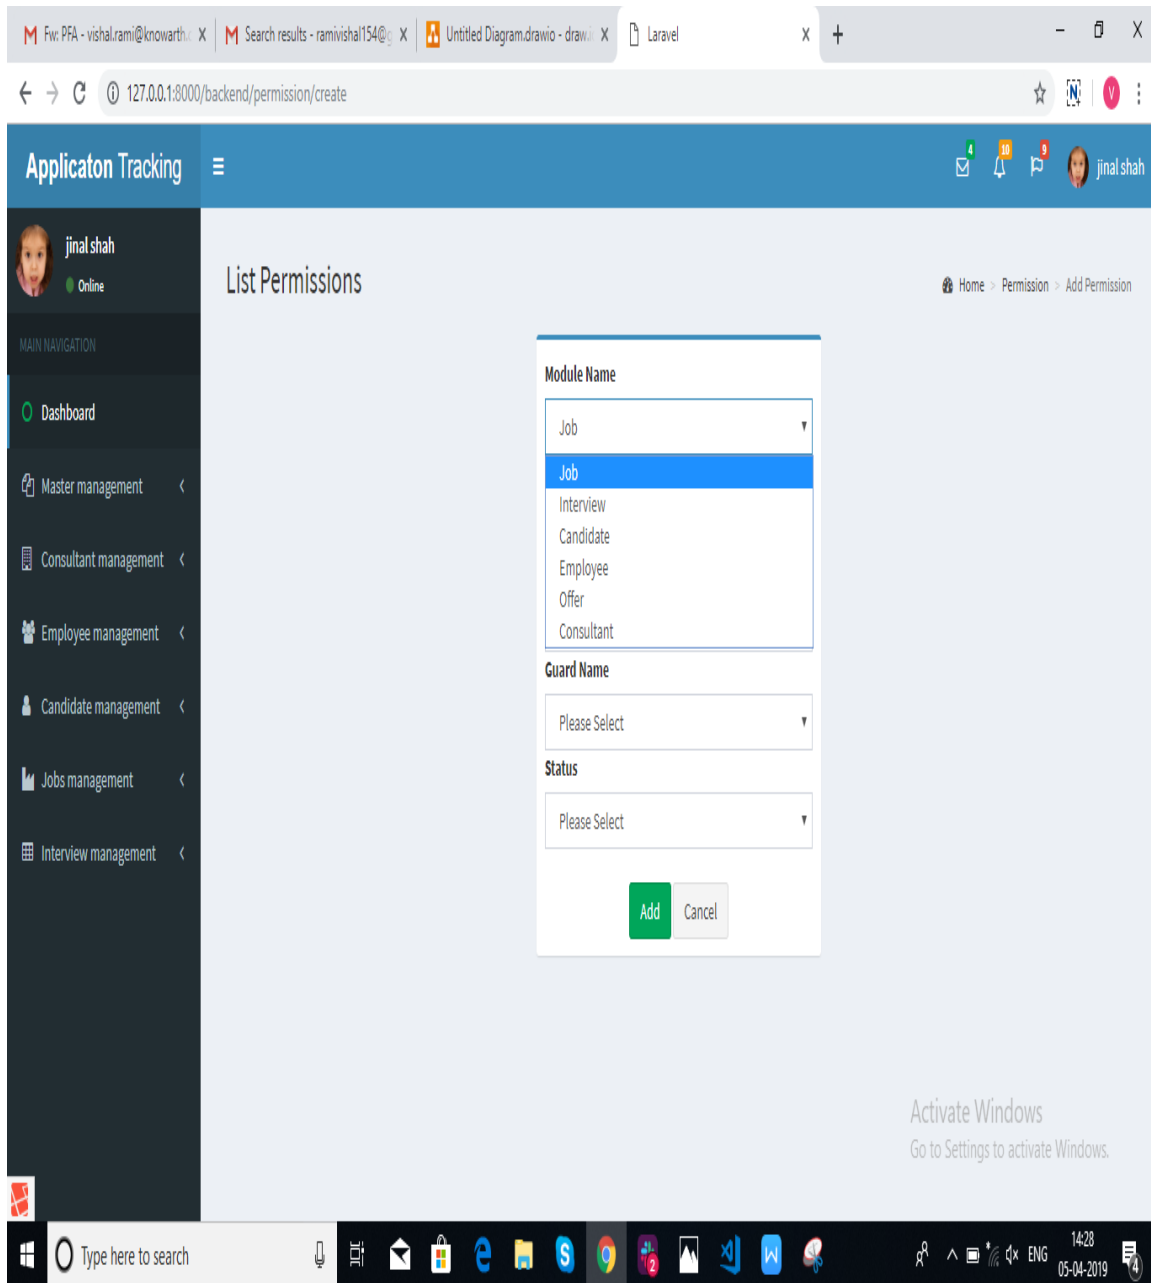 Fw: PFA - vishal.rami@knowarth.
Search results - ramivishal154@g
Untitled Diagram.drawio - draw.i
Laravel
127.0.0.1:8000/backend/permission/create
V
Applicaton Tracking
4
10
9
jinal shah
jinal shah
Online
List Permissions
Home > Permission > Add Permission
MAIN NAVIGATION
Dashboard
Master management
Consultant management
Employee management
Candidate management
Jobs management
Interview management
Module Name
Job
Job
Interview
Candidate
Employee
Offer
Consultant
Guard Name
Please Select
Status
Please Select
Add
Cancel
Activate Windows
Go to Settings to activate Windows.
Type here to search
2
ENG
14:28
05-04-2019
4